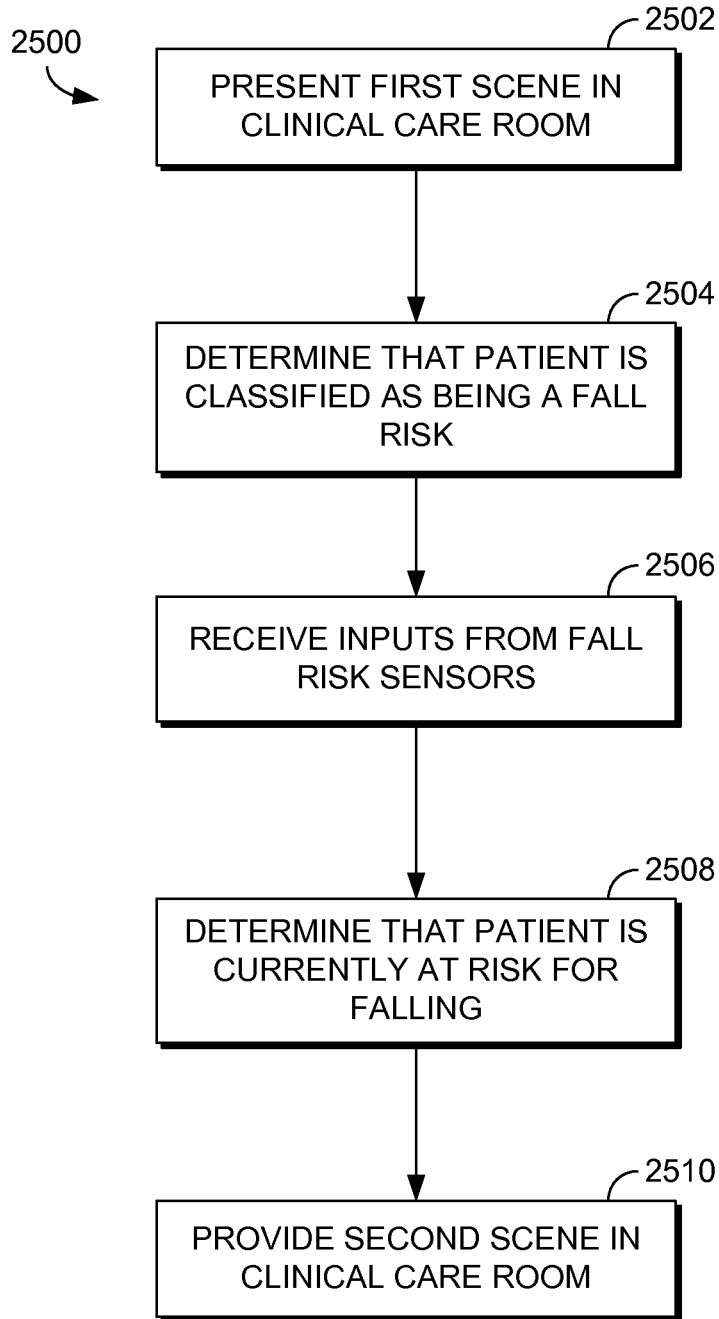 2500
2502
PRESENT FIRST SCENE IN
CLINICAL CARE ROOM
2504
DETERMINE THAT PATIENT IS
CLASSIFIED AS BEING A FALL
RISK
2506
RECEIVE INPUTS FROM FALL
RISK SENSORS
2508
DETERMINE THAT PATIENT IS
CURRENTLY AT RISK FOR
FALLING
2510
PROVIDE SECOND SCENE IN
CLINICAL CARE ROOM